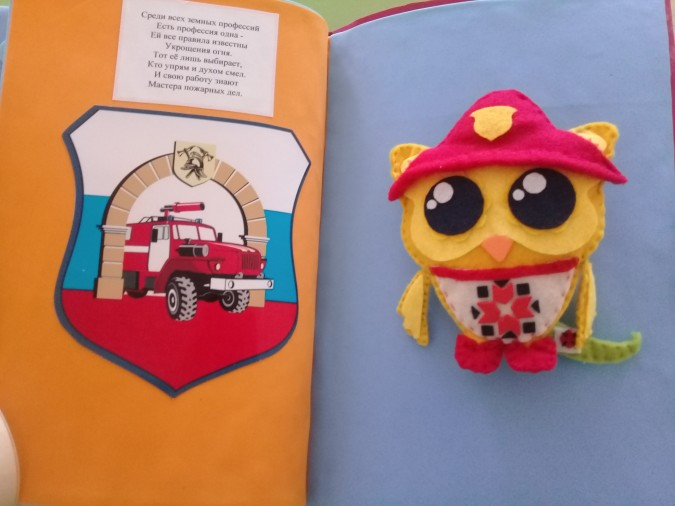 Среди всех земных профессий
Есть профессия одна -
Ей все правила известны
Укрощения огня.
Тот её лишь выбирает,
Кто упрям и духом смел.
И свою работу знают
Мастера пожарных дел.